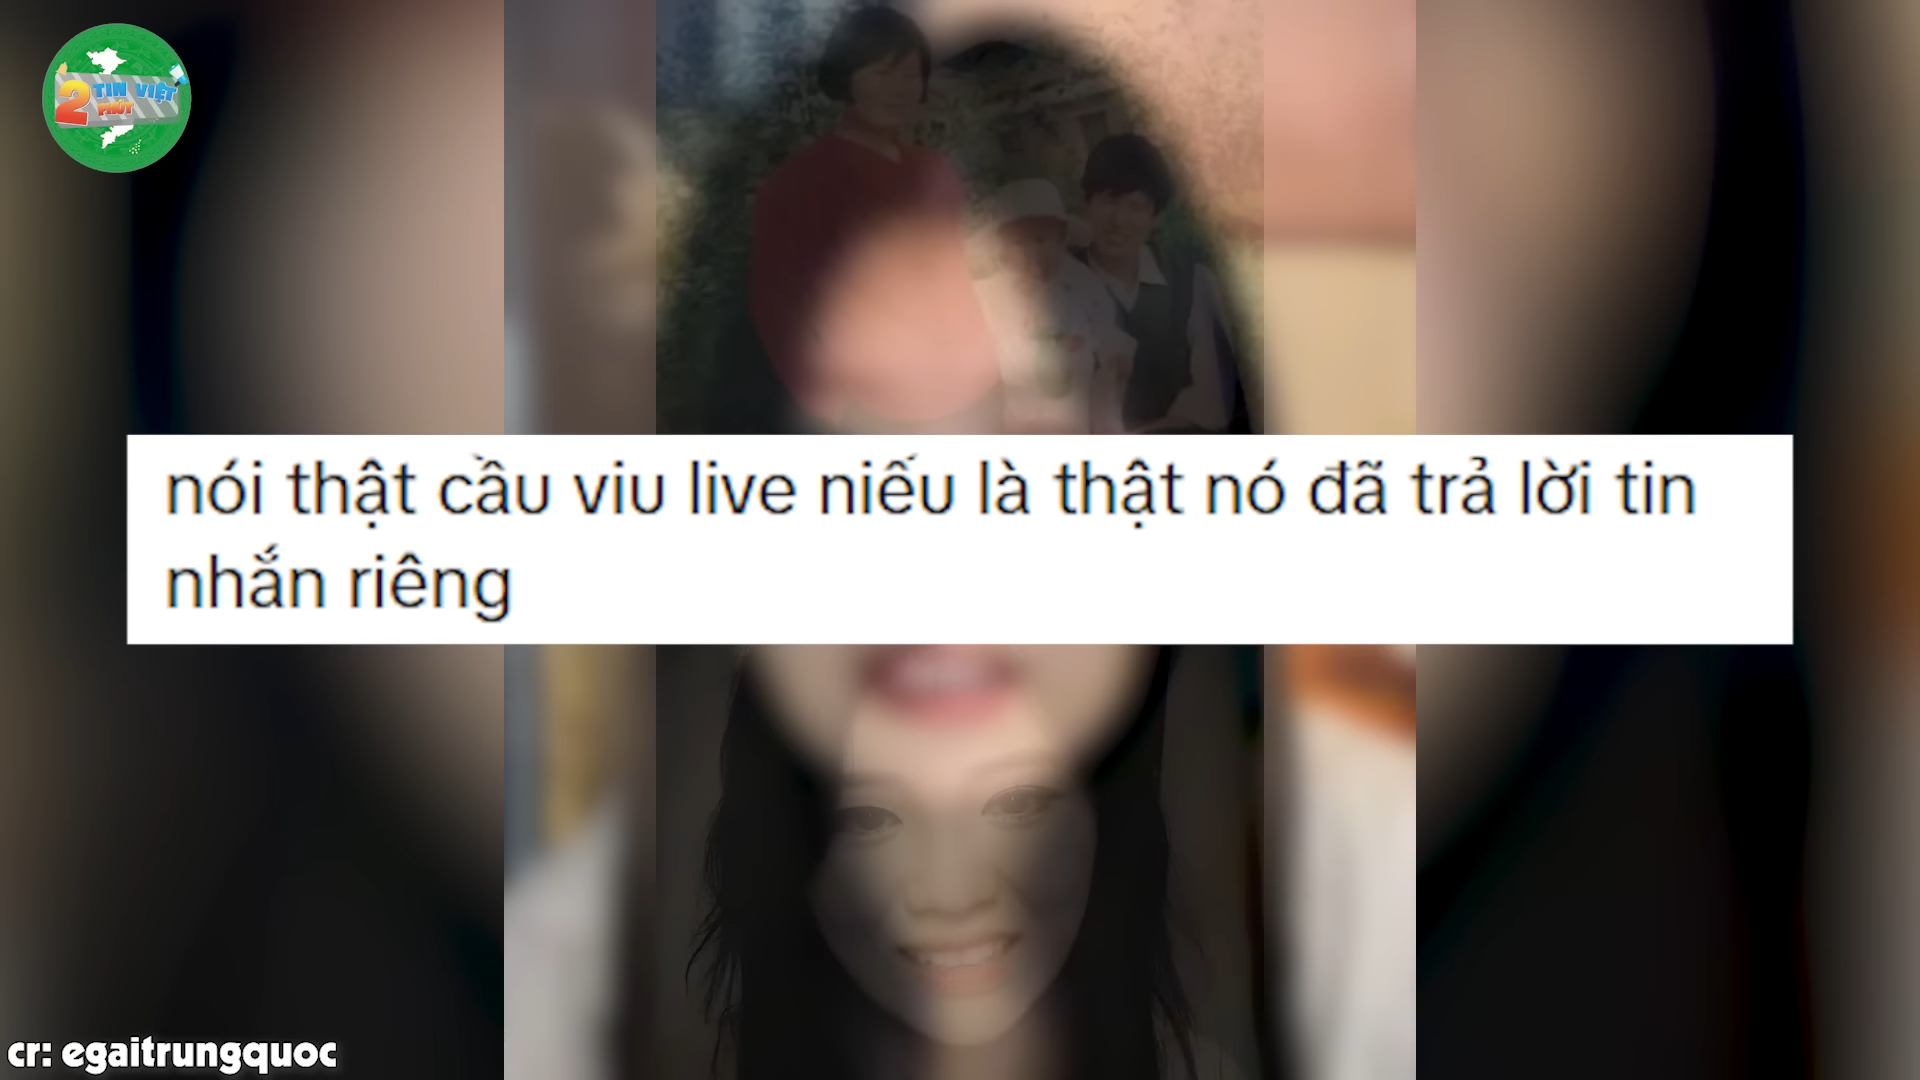 2 TIN VIỆT
PHÚT
nói thật cầu viu live niếu là thật nó đã trả lời tin
nhắn riêng
cr: egaitrungquoc